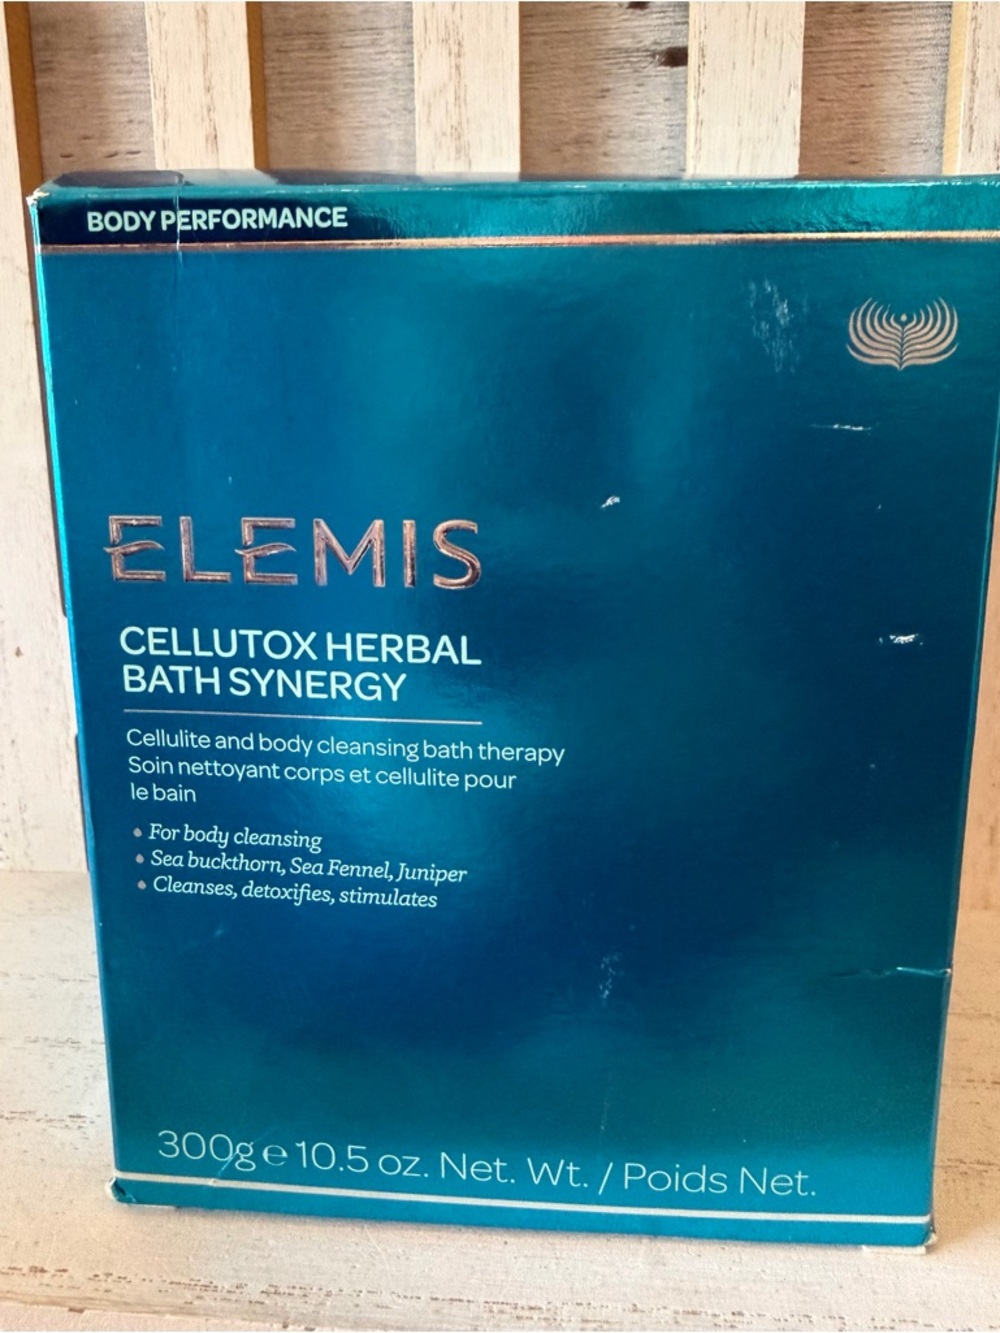 BODY PERFORMANCE
ELEMIS
CELLUTOX HERBAL
BATH SYNERGY
Cellulite and body cleansing bath therapy
Soin nettoyant corps et cellulite pour
le bain
• For body cleansing
• Sea buckthorn, Sea Fennel, Juniper
• Cleanses, detoxifies, stimulates
300g e 10.5 oz. Net. Wt. / Poids Net.